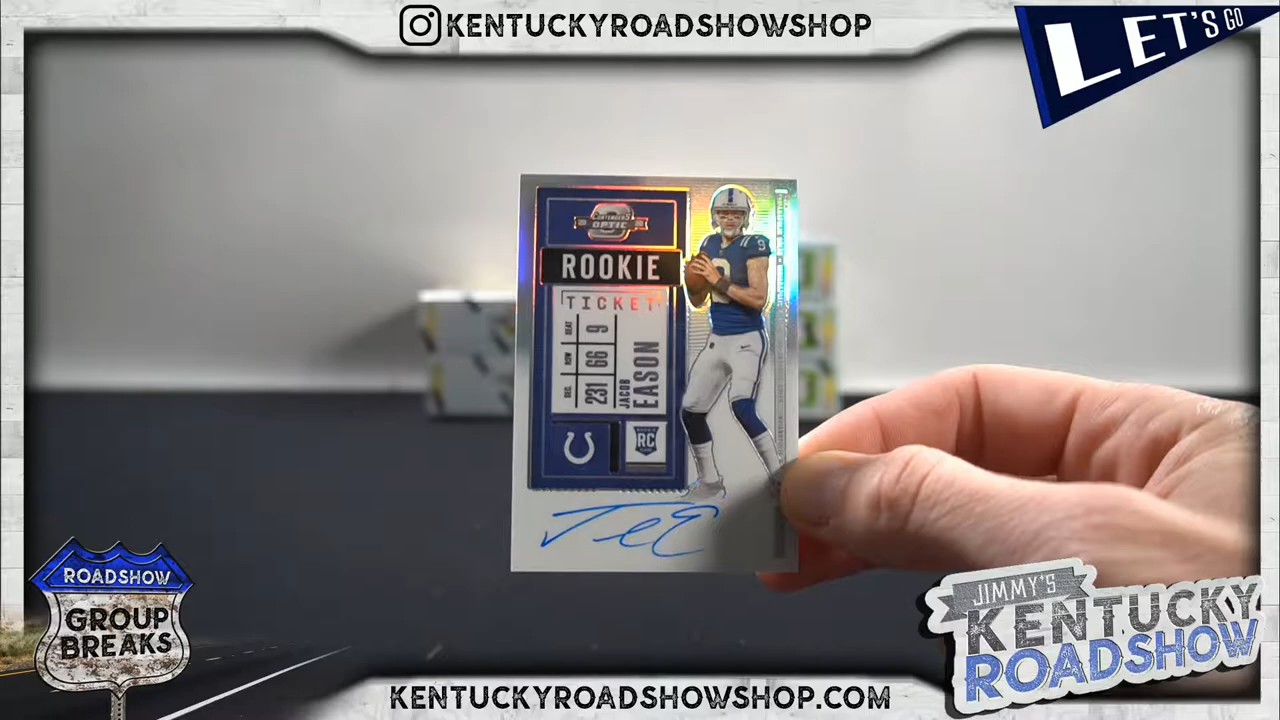 KENTUCKYROADSHOWSHOP
LET'S GO
CONTENDERS
OPTIC
ROOKIE
TICKET
SEAT 9
ROW 66
SEC. 231
JACOB
EASON
RC
9
ROADSHOW
GROUP
BREAKS
JIMMY'S
KENTUCKY
ROADSHOW
KENTUCKYROADSHOWSHOP.COM